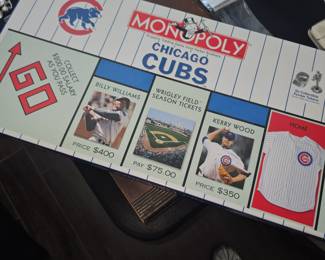 MONOPOLY
CHICAGO
CUBS
COLLECT
$200.00 SALARY
AS YOU PASS
GO
BILLY WILLIAMS
PRICE $400
WRIGLEY FIELD
SEASON TICKETS
PAY $75.00
KERRY WOOD
PRICE $350
HOME